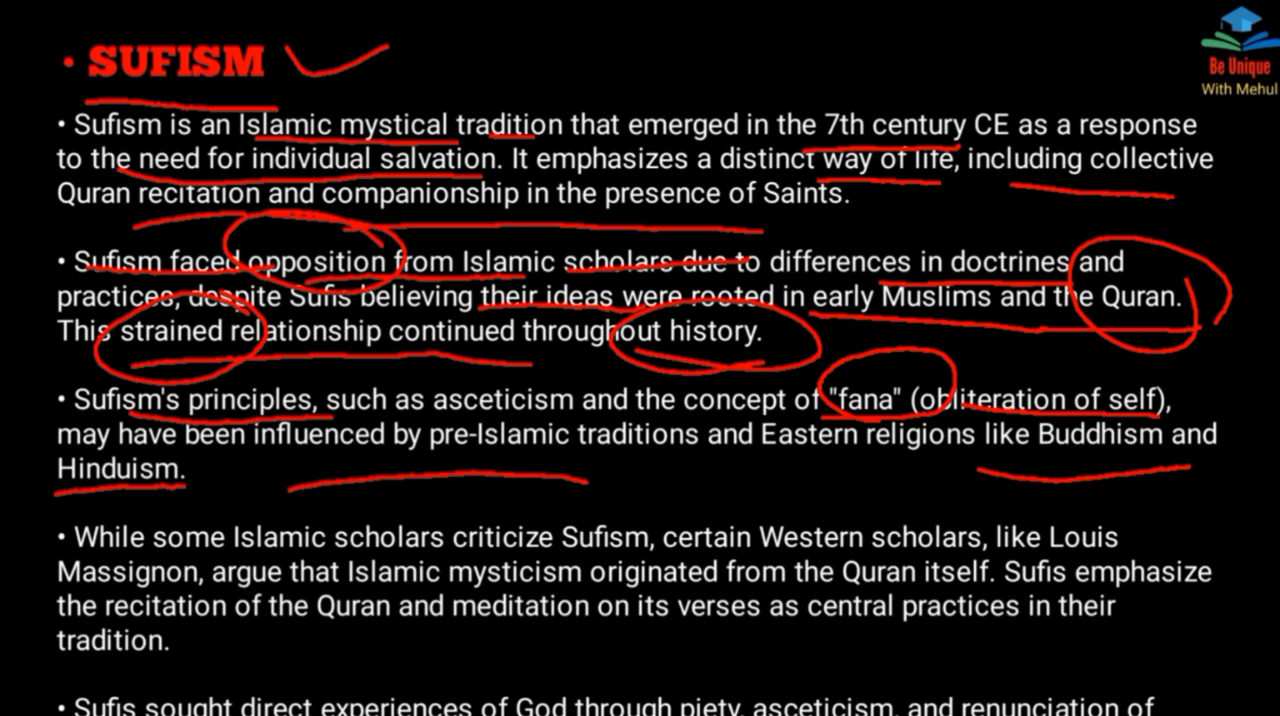 • SUFISM
Be Unique
With Mehul
• Sufism is an Islamic mystical tradition that emerged in the 7th century CE as a response
to the need for individual salvation. It emphasizes a distinct way of life, including collective
Quran recitation and companionship in the presence of Saints.
• Sufism faced opposition from Islamic scholars due to differences in doctrines and
practices, despite Sufis believing their ideas were rooted in early Muslims and the Quran.
This strained relationship continued throughout history.
• Sufism's principles, such as asceticism and the concept of "fana" (obliteration of self),
may have been influenced by pre-Islamic traditions and Eastern religions like Buddhism and
Hinduism.
• While some Islamic scholars criticize Sufism, certain Western scholars, like Louis
Massignon, argue that Islamic mysticism originated from the Quran itself. Sufis emphasize
the recitation of the Quran and meditation on its verses as central practices in their
tradition.
• Sufis sought direct experiences of God through piety, asceticism, and renunciation of